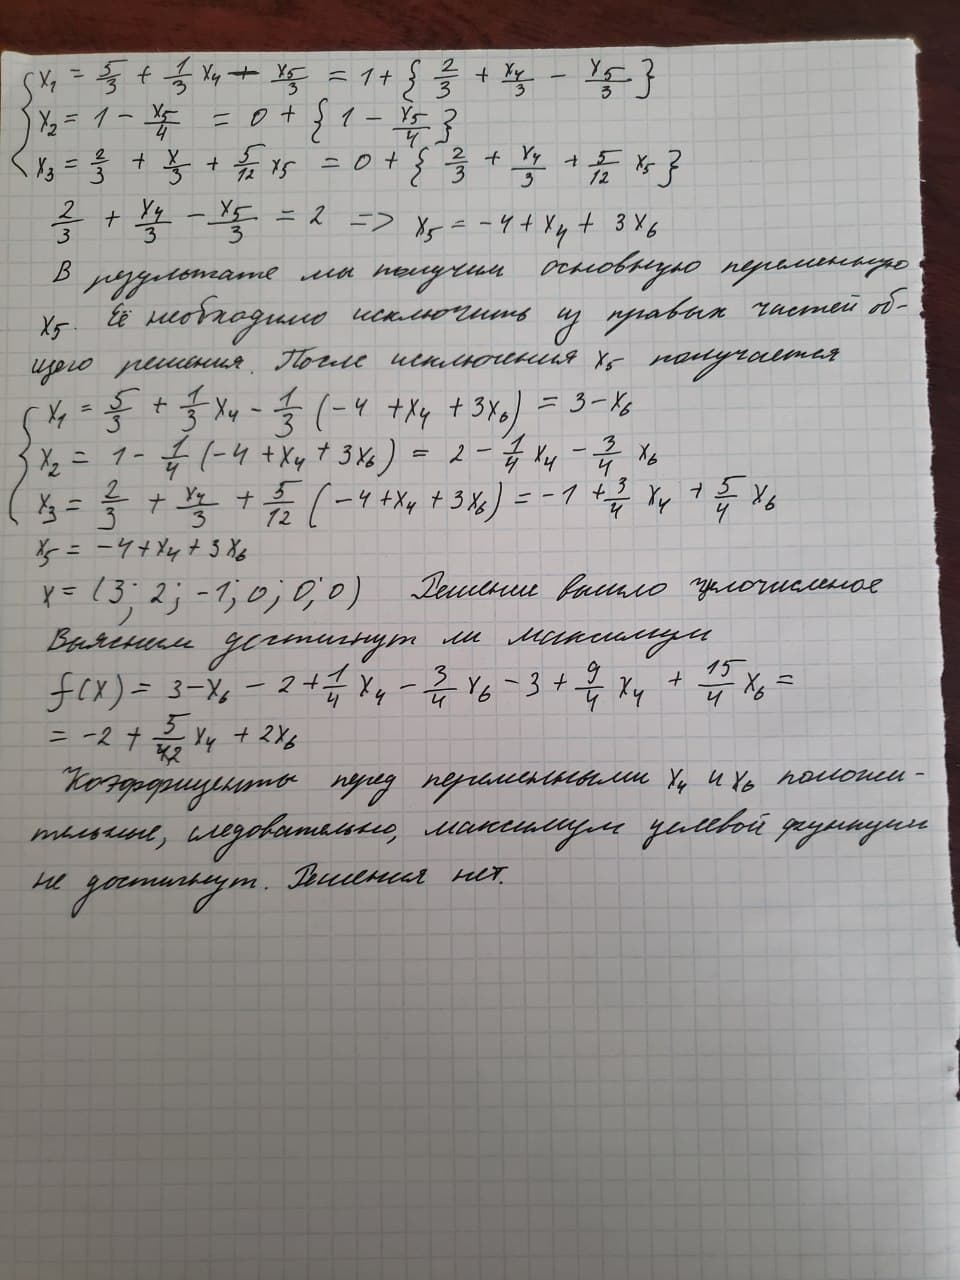 x₁ = 5/3 + 1/3 x₄ - x₅/3 = 1 + { 2/3 + x₄/3 - x₅/3 }
x₂ = 1 - x₅/4 = 0 + { 1 - x₅/4 }
x₃ = 2/3 + x/3 + 5/12 x₅ = 0 + { 2/3 + x₄/3 + 5/12 x₅ }
2/3 + x₄/3 - x₅/3 = 2 => x₅ = -4 + x₄ + 3x₆
В результате мы получим основную переменную
x₅. Её необходимо исключить из правых частей об-
щего решения. После исключения x₅ получается
x₁ = 5/3 + 1/3 x₄ - 1/3 (-4 + x₄ + 3x₆) = 3 - x₆
x₂ = 1 - 1/4 (-4 + x₄ + 3x₆) = 2 - 1/4 x₄ - 3/4 x₆
x₃ = 2/3 + x₄/3 + 5/12 (-4 + x₄ + 3x₆) = -1 + 3/4 x₄ + 5/4 x₆
x₅ = -4 + x₄ + 3x₆
x = (3; 2; -1; 0; 0; 0) Решение вышло целочисленое
Выясним достигнут ли максимум
f(x) = 3 - x₆ - 2 + 1/4 x₄ - 3/4 x₆ - 3 + 9/4 x₄ + 15/4 x₆ =
= -2 + 5/2 x₄ + 2x₆
Коэффициенты перед переменными x₄ и x₆ положи-
тельные, следовательно, максимум целевой функции
не достигнут. Решения нет.